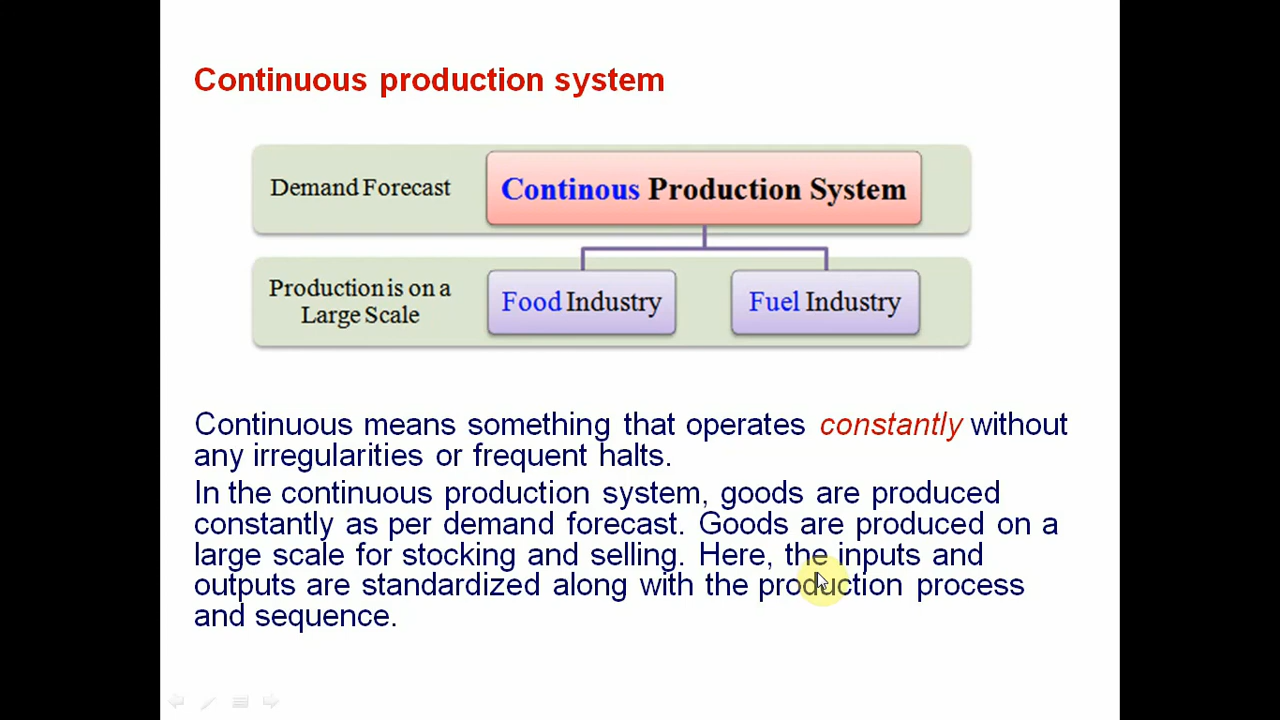 Continuous production system
Demand Forecast
Continous Production System
Production is on a
Large Scale
Food Industry
Fuel Industry
Continuous means something that operates constantly without
any irregularities or frequent halts.
In the continuous production system, goods are produced
constantly as per demand forecast. Goods are produced on a
large scale for stocking and selling. Here, the inputs and
outputs are standardized along with the production process
and sequence.